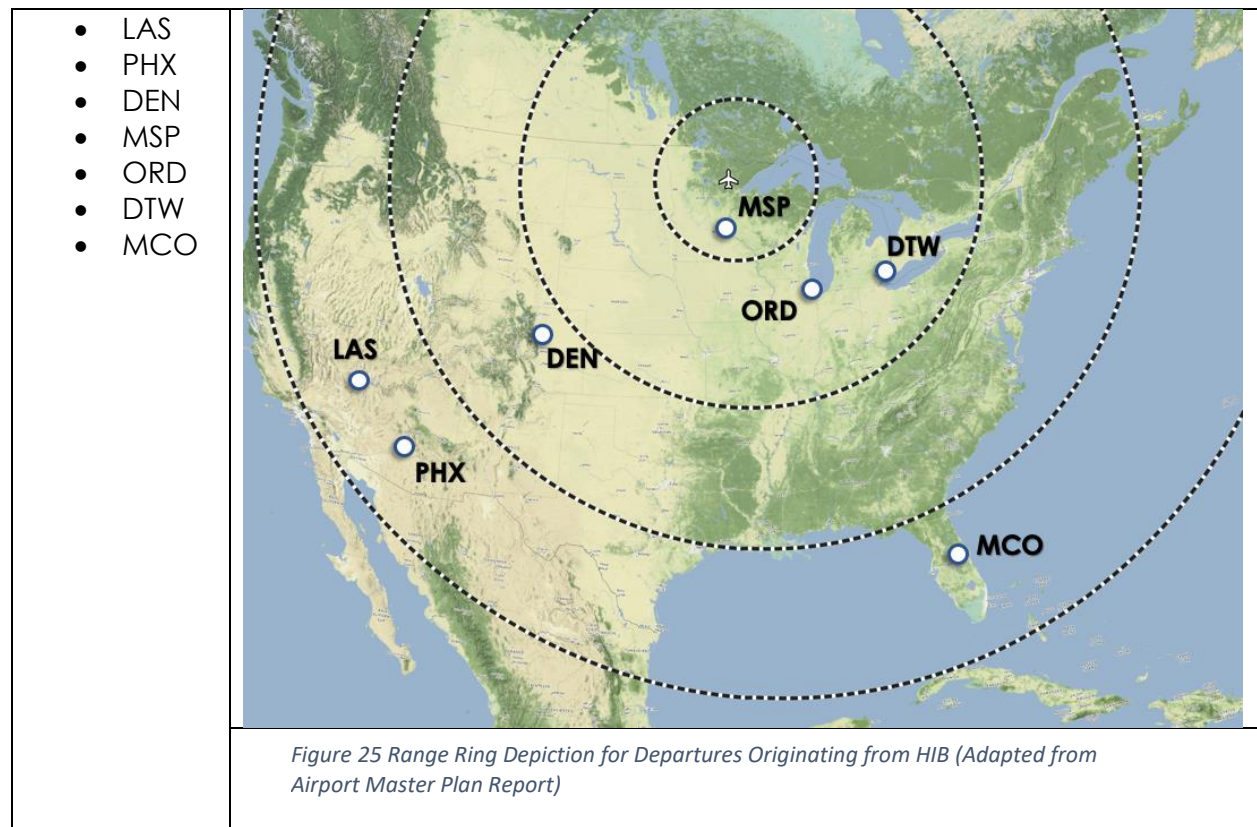 • LAS
• PHX
• DEN
• MSP
• ORD
• DTW
• MCO
MSP
DTW
ORD
LAS
DEN
PHX
MCO
Figure 25 Range Ring Depiction for Departures Originating from HIB (Adapted from
Airport Master Plan Report)